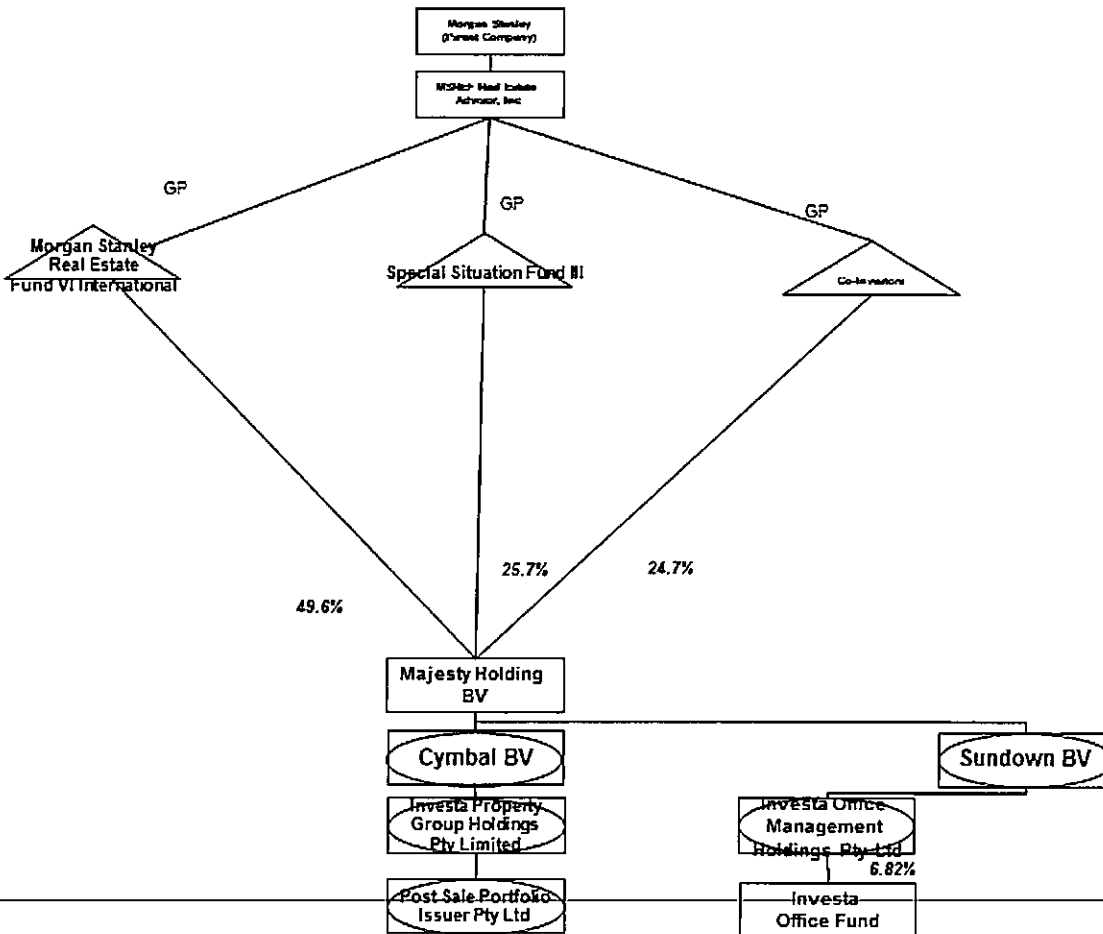 Morgan Stanley
(Parent Company)
Real Estate
Advisor, Inc
GP
GP
GP
Morgan Stanley
Real Estate
Fund VI International
Special Situation Fund III
Co-Investors
25.7%
24.7%
49.6%
Majesty Holding
BV
Cymbal BV
Sundown BV
Investa Property
Group Holdings
Pty Limited
Investa Office
Management
Holdings Pty Ltd
6.82%
Post Sale Portfolio
Issuer Pty Ltd
Investa
Office Fund